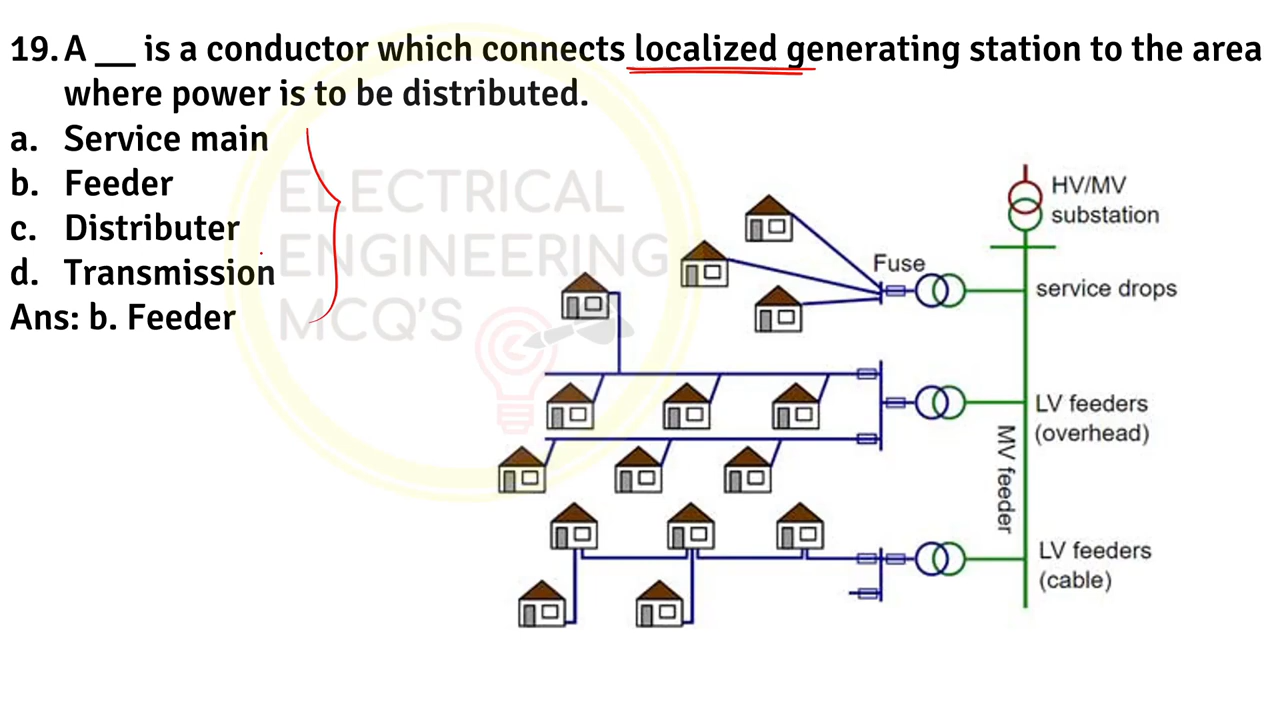 19. A __ is a conductor which connects localized generating station to the area
where power is to be distributed.
a. Service main
b. Feeder
c. Distributer
d. Transmission
Ans: b. Feeder
ELECTRICAL
ENGINEERING
MCQ'S
HV/MV
substation
Fuse
service drops
LV feeders
(overhead)
MV feeder
LV feeders
(cable)